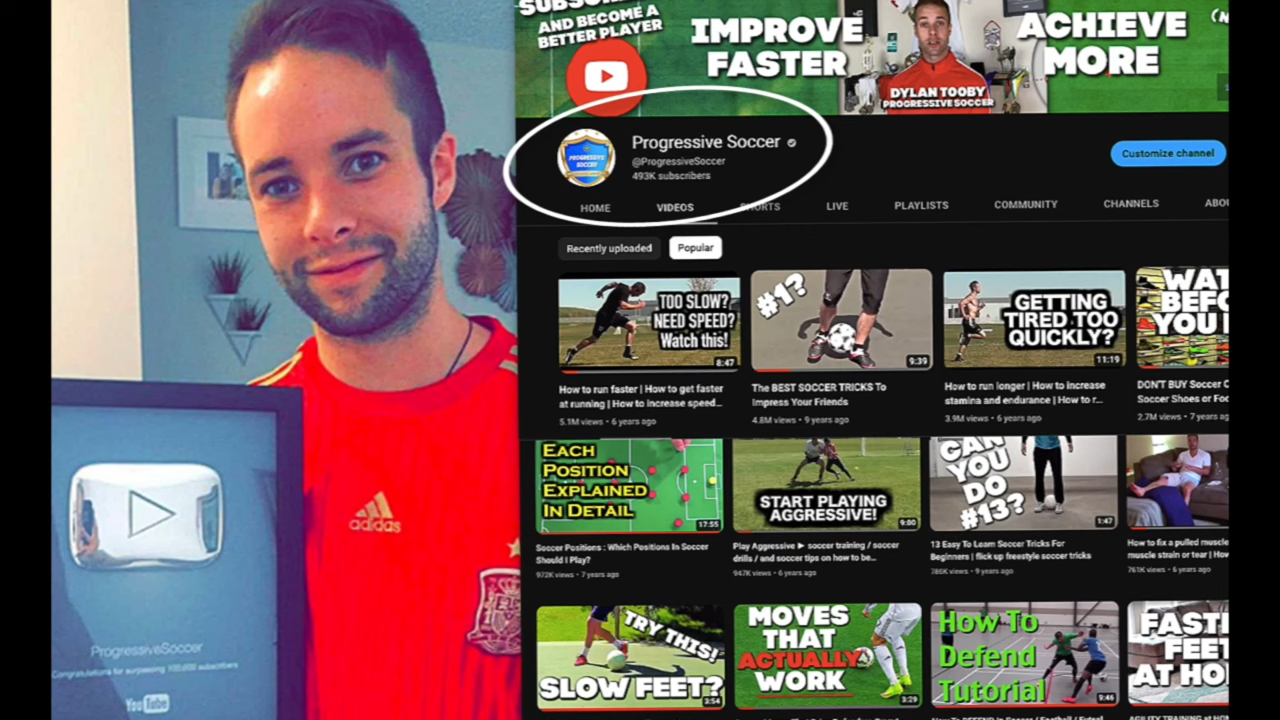 AND BECOME A
BETTER PLAYER
IMPROVE
FASTER
DYLAN TOOBY
PROGRESSIVE SOCCER
ACHIEVE
MORE
PROGRESSIVE
SOCCER
Progressive Soccer
@ProgressiveSoccer
493K subscribers
Customize channel
HOME VIDEOS SHORTS LIVE PLAYLISTS COMMUNITY CHANNELS
Recently uploaded Popular
TOO SLOW?
NEED SPEED?
Watch this!
8:47
#1?
9:39
GETTING
TIRED TOO
QUICKLY?
11:19
How to run faster | How to get faster
at running | How to increase speed...
5.1M views • 6 years ago
The BEST SOCCER TRICKS To
Impress Your Friends
4.8M views • 9 years ago
How to run longer | How to increase
stamina and endurance | How to r...
3.9M views • 6 years ago
DON'T BUY Soccer
Soccer Shoes or
2.7M views • 7 years
EACH
POSITION
EXPLAINED
IN DETAIL
17:55
START PLAYING
AGGRESSIVE!
9:00
CAN
YOU
DO
#13?
1:47
Soccer Positions : Which Positions In Soccer
Should I Play?
972K views • 7 years ago
Play Aggressive ► soccer training / soccer
drills / and soccer tips on how to be...
947K views • 6 years ago
13 Easy To Learn Soccer Tricks For
Beginners | flick up freestyle soccer tricks
786K views • 9 years ago
How to fix a pulled muscle
muscle strain or tear |
761K views • 6 years ago
TRY THIS!
SLOW FEET?
3:54
MOVES
THAT
ACTUALLY
WORK
3:29
How To
Defend
Tutorial
9:46
FAST
FEET
AT
adidas
ProgressiveSoccer
Congratulations for surpassing 100,000 subscribers
YouTube